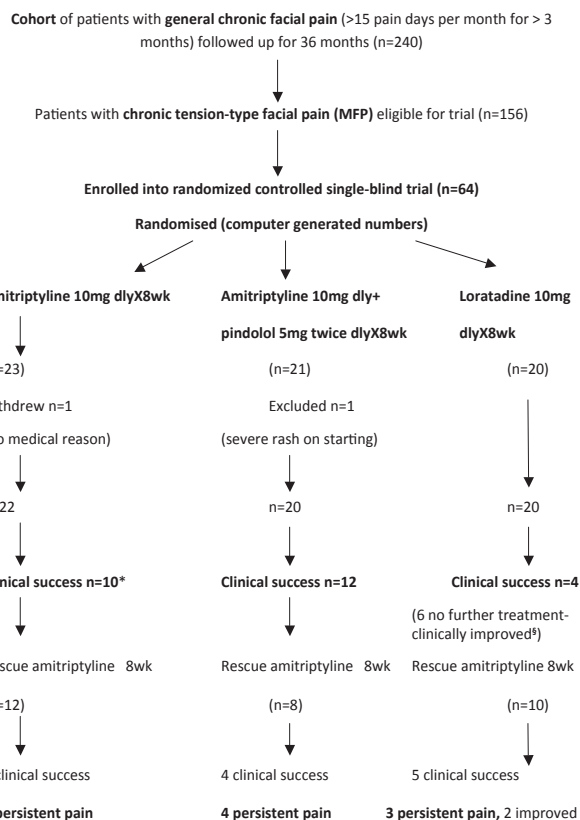 Cohort of patients with general chronic facial pain (>15 pain days per month for > 3
months) followed up for 36 months (n=240)
Patients with chronic tension-type facial pain (MFP) eligible for trial (n=156)
Enrolled into randomized controlled single-blind trial (n=64)
Randomised (computer generated numbers)
nitriptyline 10mg dlyX8wk
Amitriptyline 10mg dly+
Loratadine 10mg
pindolol 5mg twice dlyX8wk
dlyX8wk
=23)
(n=21)
(n=20)
thdrew n=1
Excluded n=1
o medical reason)
(severe rash on starting)
22
n=20
n=20
nical success n=10*
Clinical success n=12
Clinical success n=4
(6 no further treatment-
clinically improved§)
scue amitriptyline 8wk
Rescue amitriptyline 8wk
Rescue amitriptyline 8wk
=12)
(n=8)
(n=10)
clinical success
4 clinical success
5 clinical success
persistent pain
4 persistent pain
3 persistent pain, 2 improved